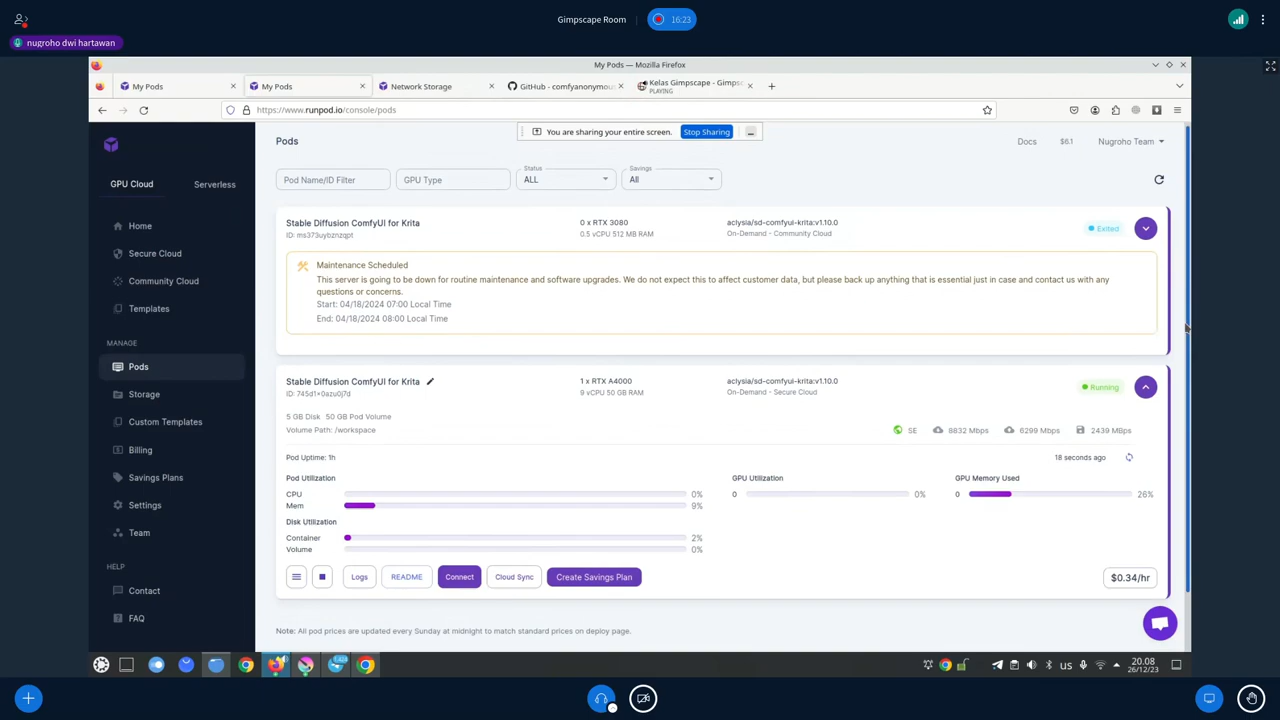 Gimpscape Room
16:23
nugroho dwi hartawan
My Pods — Mozilla Firefox
My Pods
My Pods
Network Storage
GitHub - comfyanonymou
Kelas Gimpscape - Gimpsc
PLAYING
https://www.runpod.io/console/pods
You are sharing your entire screen.
Stop Sharing
Pods
Docs
$6.1
Nugroho Team
GPU Cloud
Serverless
Pod Name/ID Filter
GPU Type
Status
ALL
Savings
All
Home
Secure Cloud
Community Cloud
Templates
MANAGE
Pods
Storage
Custom Templates
Billing
Savings Plans
Settings
Team
HELP
Contact
FAQ
Stable Diffusion ComfyUI for Krita
ID: ms373uybznzqpt
0 x RTX 3080
0.5 vCPU 512 MB RAM
aclysia/sd-comfyui-krita:v1.10.0
On-Demand - Community Cloud
Exited
Maintenance Scheduled
This server is going to be down for routine maintenance and software upgrades. We do not expect this to affect customer data, but please back up anything that is essential just in case and contact us with any
questions or concerns.
Start: 04/18/2024 07:00 Local Time
End: 04/18/2024 08:00 Local Time
Stable Diffusion ComfyUI for Krita
1 x RTX A4000
9 vCPU 50 GB RAM
aclysia/sd-comfyui-krita:v1.10.0
On-Demand - Secure Cloud
Running
5 GB Disk 50 GB Pod Volume
Volume Path: /workspace
SE
8832 Mbps
6299 Mbps
2439 MBps
Pod Uptime: 1h
18 seconds ago
Pod Utilization
CPU
0%
Mem
9%
Disk Utilization
Container
2%
Volume
0%
GPU Utilization
0
0%
GPU Memory Used
0
26%
Logs
README
Connect
Cloud Sync
Create Savings Plan
$0.34/hr
Note: All pod prices are updated every Sunday at midnight to match standard prices on deploy page.
us
20.08
26/12/23